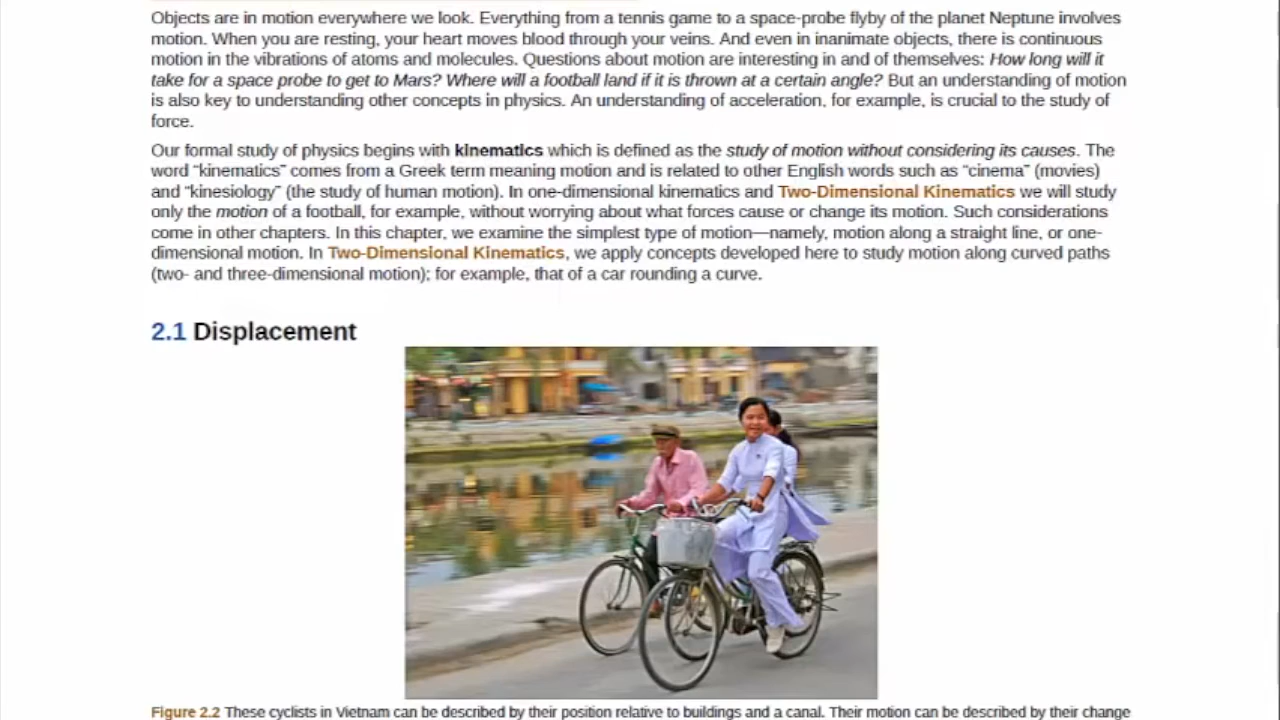 Objects are in motion everywhere we look. Everything from a tennis game to a space-probe flyby of the planet Neptune involves
motion. When you are resting, your heart moves blood through your veins. And even in inanimate objects, there is continuous
motion in the vibrations of atoms and molecules. Questions about motion are interesting in and of themselves: How long will it
take for a space probe to get to Mars? Where will a football land if it is thrown at a certain angle? But an understanding of motion
is also key to understanding other concepts in physics. An understanding of acceleration, for example, is crucial to the study of
force.
Our formal study of physics begins with kinematics which is defined as the study of motion without considering its causes. The
word “kinematics” comes from a Greek term meaning motion and is related to other English words such as “cinema” (movies)
and “kinesiology” (the study of human motion). In one-dimensional kinematics and Two-Dimensional Kinematics we will study
only the motion of a football, for example, without worrying about what forces cause or change its motion. Such considerations
come in other chapters. In this chapter, we examine the simplest type of motion—namely, motion along a straight line, or one-
dimensional motion. In Two-Dimensional Kinematics, we apply concepts developed here to study motion along curved paths
(two- and three-dimensional motion); for example, that of a car rounding a curve.
2.1 Displacement
Figure 2.2 These cyclists in Vietnam can be described by their position relative to buildings and a canal. Their motion can be described by their change